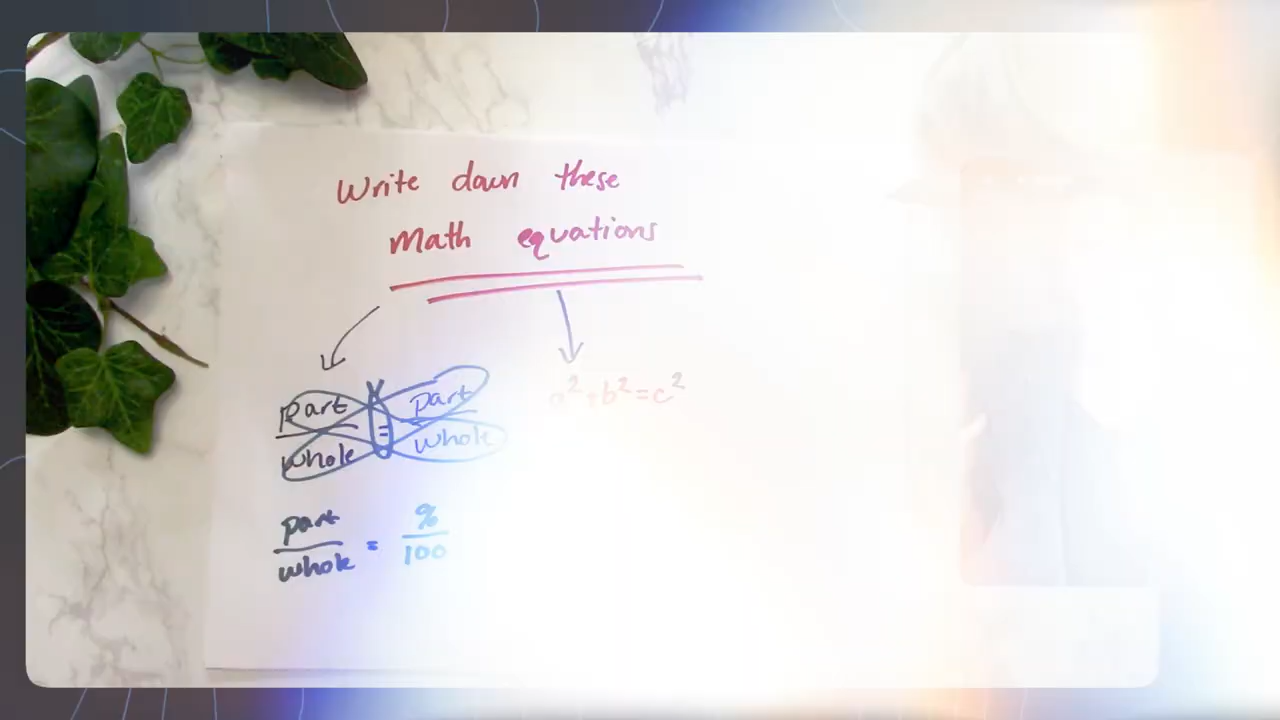 Write down these
Math equations
part/whole = part/whole
a²+b²=c²
part/whole = %/100